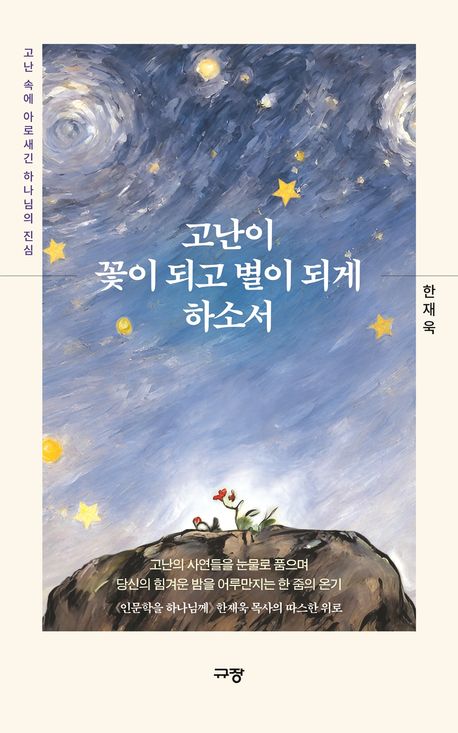 고난 속에 아로새긴 하나님의 진심
고난이
꽃이 되고 별이 되게
하소서
한재욱
고난의 사연들을 눈물로 품으며
당신의 힘겨운 밤을 어루만지는 한 줌의 온기
인문학을 하나님께 한재욱 목사의 따스한 위로
규장